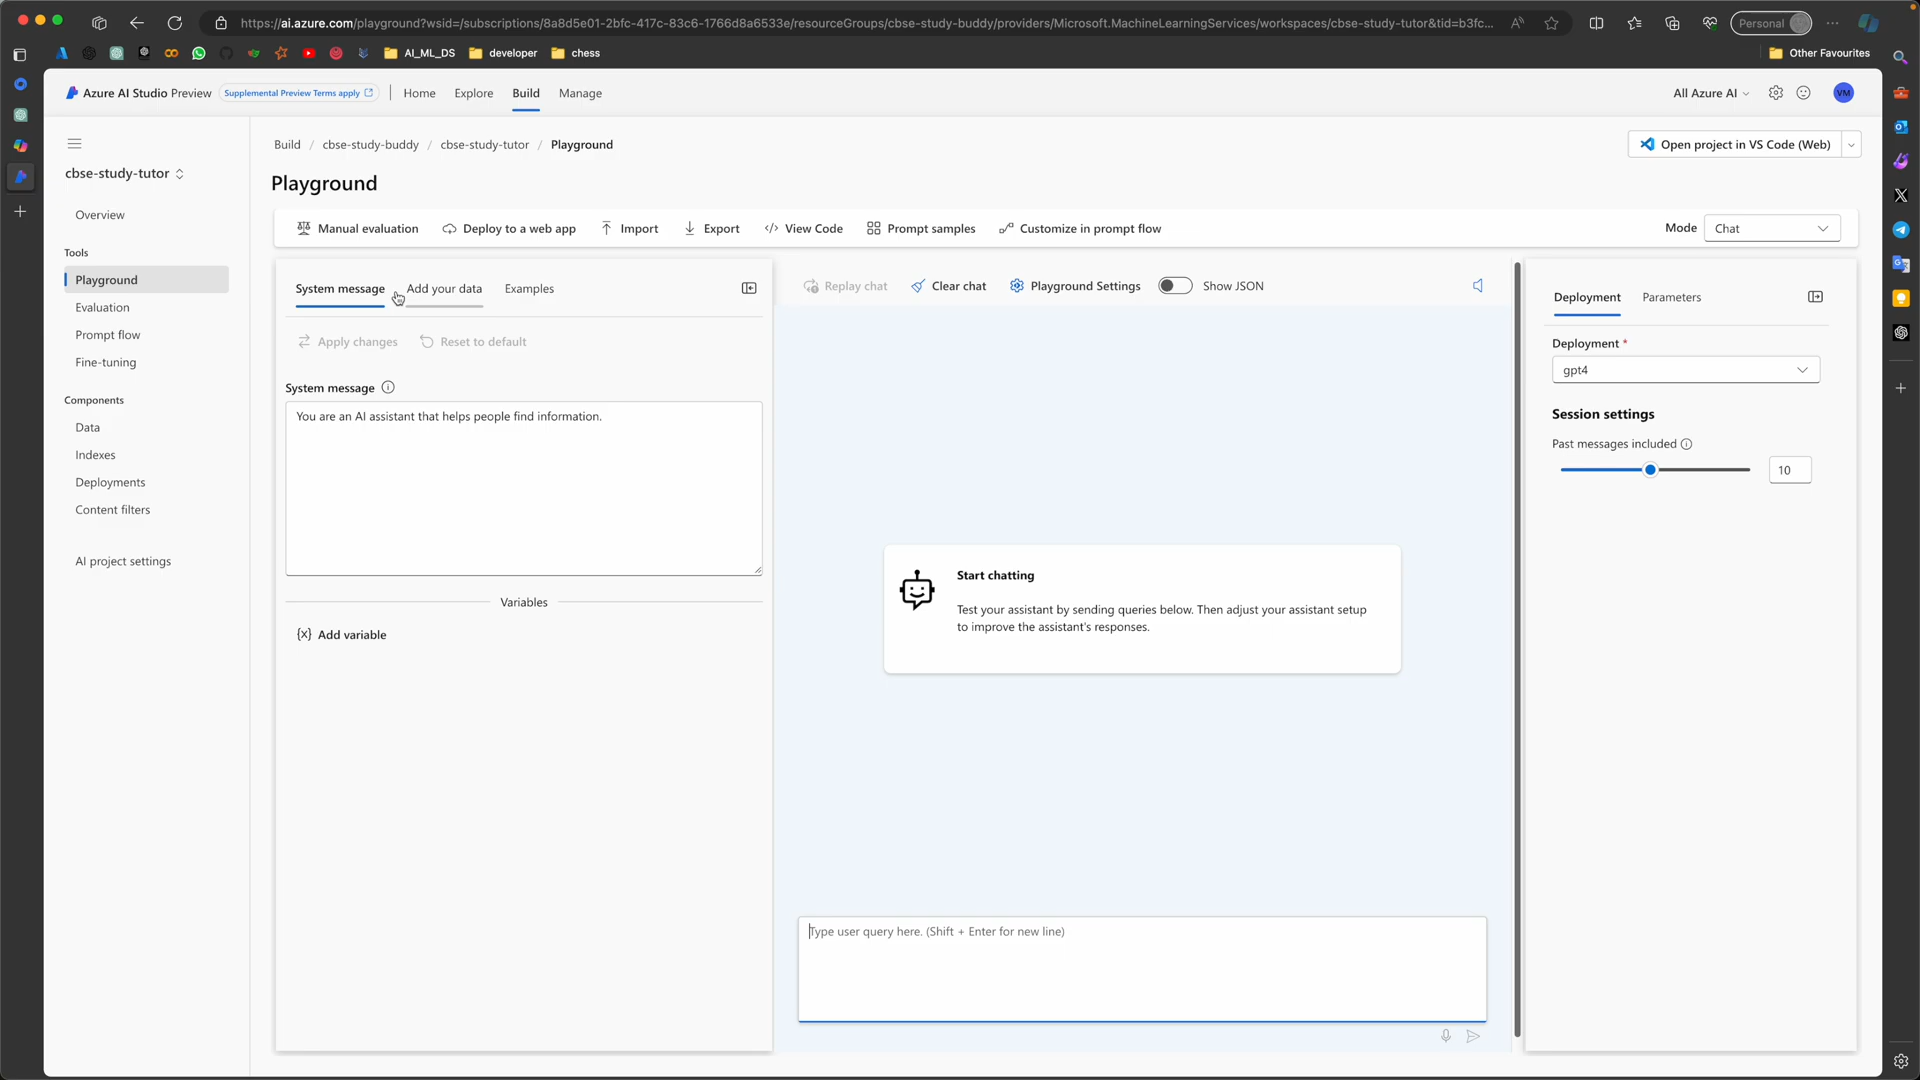 https://ai.azure.com/playground?wsid=/subscriptions/8a8d5e01-2bfc-417c-83c6-1766d8a6533e/resourceGroups/cbse-study-buddy/providers/Microsoft.MachineLearningServices/workspaces/cbse-study-tutor&tid=b3fc...
Personal
AI_ML_DS
developer
chess
Other Favourites
Azure AI Studio Preview
Supplemental Preview Terms apply
Home
Explore
Build
Manage
All Azure AI
VM
Build / cbse-study-buddy / cbse-study-tutor / Playground
Open project in VS Code (Web)
cbse-study-tutor
Overview
Tools
Playground
Evaluation
Prompt flow
Fine-tuning
Components
Data
Indexes
Deployments
Content filters
AI project settings
Playground
Manual evaluation
Deploy to a web app
Import
Export
View Code
Prompt samples
Customize in prompt flow
Mode
Chat
System message
Add your data
Examples
Apply changes
Reset to default
System message
You are an AI assistant that helps people find information.
Variables
{x} Add variable
Replay chat
Clear chat
Playground Settings
Show JSON
Start chatting
Test your assistant by sending queries below. Then adjust your assistant setup
to improve the assistant's responses.
Type user query here. (Shift + Enter for new line)
Deployment
Parameters
Deployment *
gpt4
Session settings
Past messages included
10